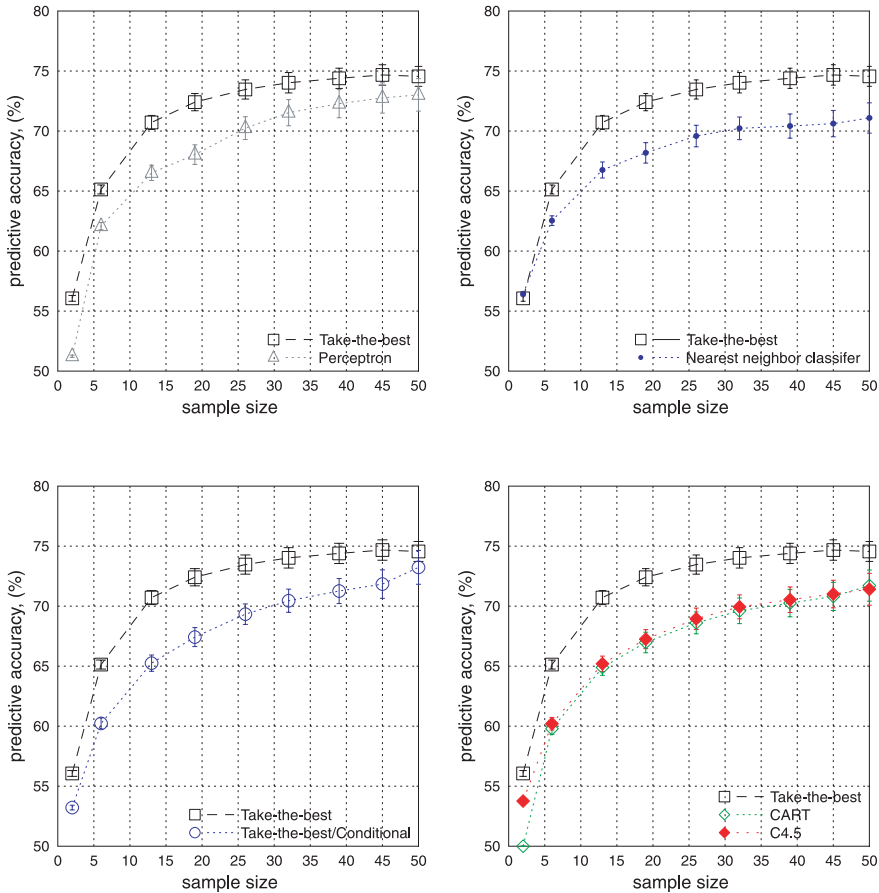 80
75
70
65
60
55
50
predictive accuracy, (%)
0 5 10 15 20 25 30 35 40 45 50
sample size
Take-the-best
Perceptron
80
75
70
65
60
55
50
predictive accuracy, (%)
0 5 10 15 20 25 30 35 40 45 50
sample size
Take-the-best
Nearest neighbor classifer
80
75
70
65
60
55
50
predictive accuracy, (%)
0 5 10 15 20 25 30 35 40 45 50
sample size
Take-the-best
Take-the-best/Conditional
80
75
70
65
60
55
50
predictive accuracy, (%)
0 5 10 15 20 25 30 35 40 45 50
sample size
Take-the-best
CART
C4.5